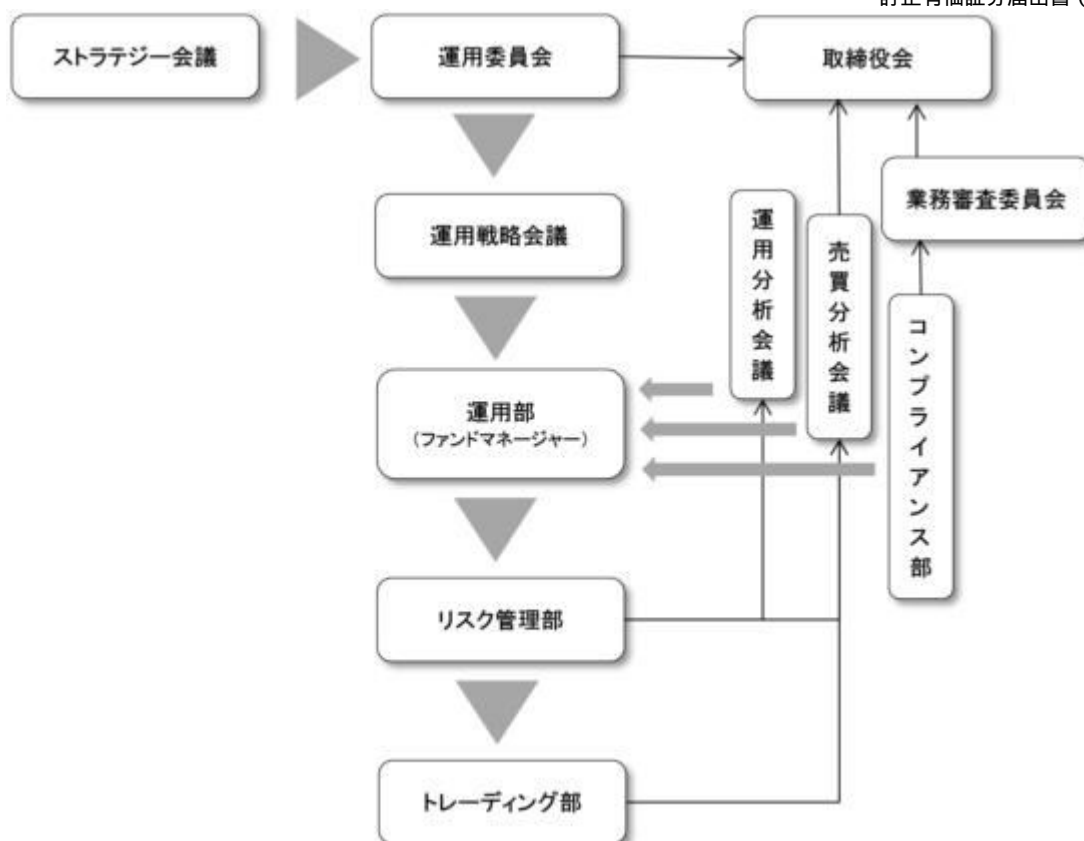 ストラテジー会議
運用委員会
取締役会
業務審査委員会
運用戦略会議
運用分析会議
売買分析会議
コンプライアンス部
運用部
(ファンドマネージャー)
リスク管理部
トレーディング部